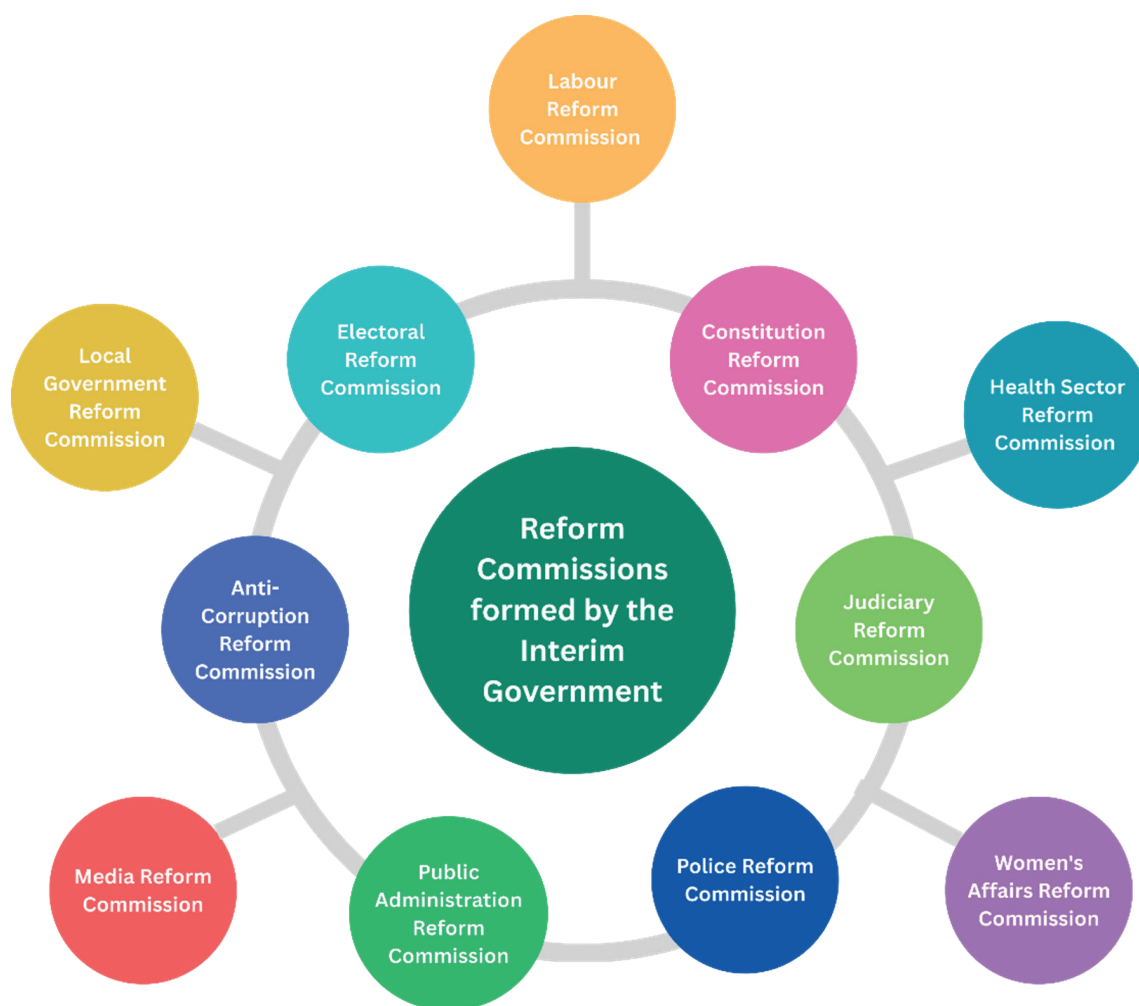 Labour
Reform
Commission
Electoral
Reform
Commission
Constitution
Reform
Commission
Local
Government
Reform
Commission
Health Sector
Reform
Commission
Reform
Commissions
formed by the
Interim
Government
Anti-
Corruption
Reform
Commission
Judiciary
Reform
Commission
Media Reform
Commission
Public
Administration
Reform
Commission
Police Reform
Commission
Women's
Affairs Reform
Commission